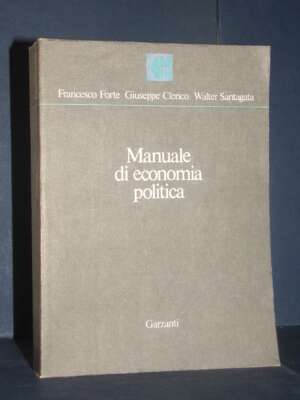 G
Francesco Forte Giuseppe Clerico Walter Santagata
Manuale
di economia
politica
Garzanti